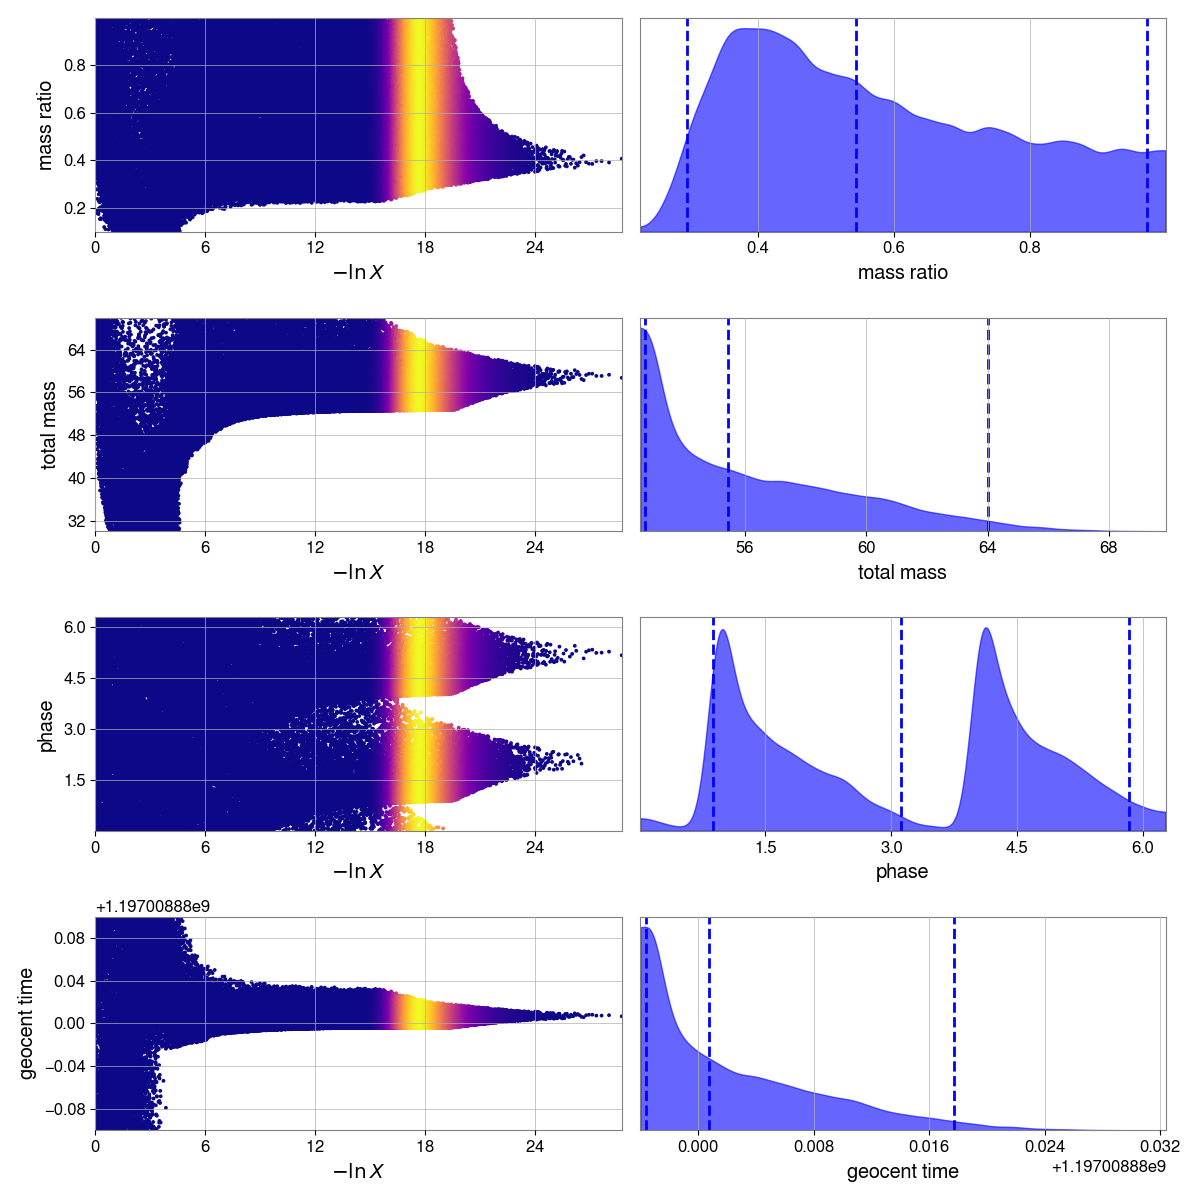 mass ratio
0.8
0.6
0.4
0.2
0 6 12 18 24
−ln X
0.4 0.6 0.8
mass ratio
total mass
64
56
48
40
32
0 6 12 18 24
−ln X
56 60 64 68
total mass
phase
6.0
4.5
3.0
1.5
0 6 12 18 24
−ln X
1.5 3.0 4.5 6.0
phase
+1.19700888e9
geocent time
0.08
0.04
0.00
−0.04
−0.08
0 6 12 18 24
−ln X
0.000 0.008 0.016 0.024 0.032
+1.19700888e9
geocent time